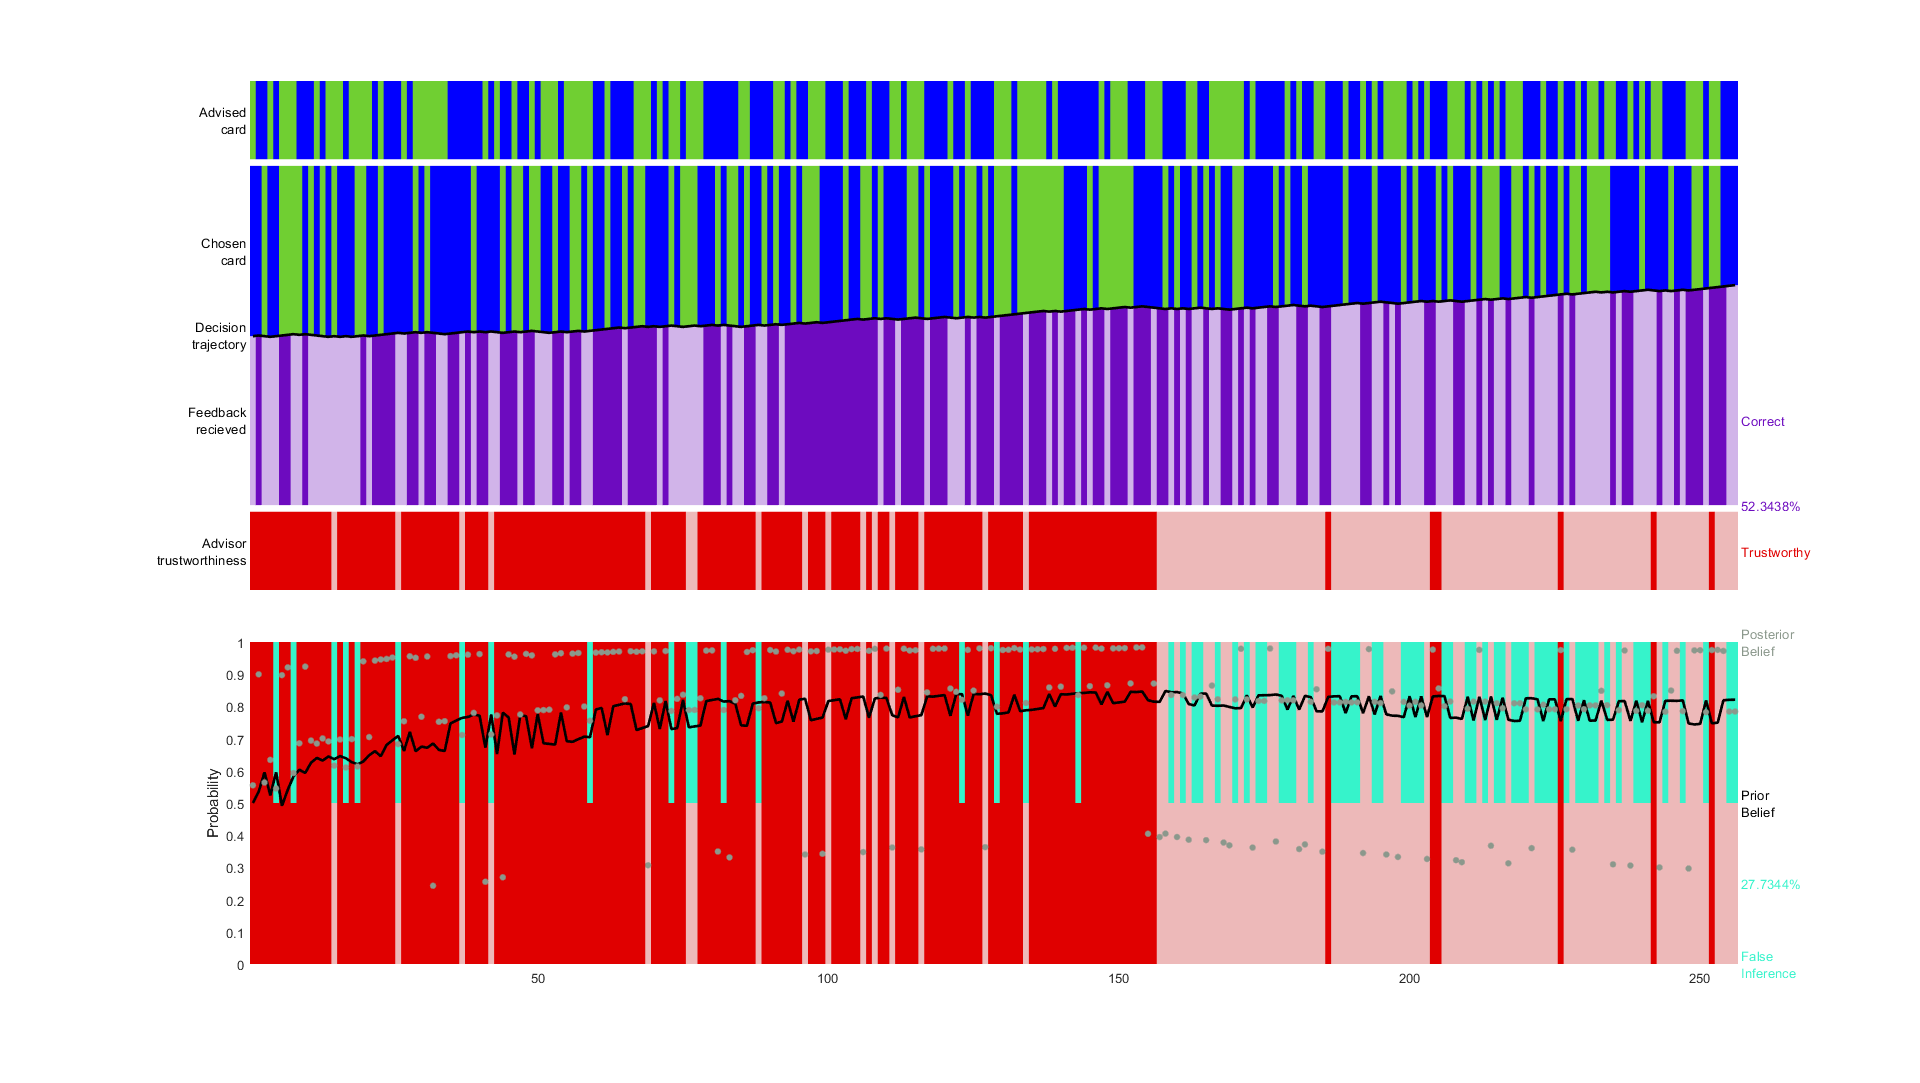 Advised
card
Chosen
card
Decision
trajectory
Feedback
recieved
Correct
52.3438%
Advisor
trustworthiness
Trustworthy
Posterior
Belief
Prior
Belief
27.7344%
False
Inference
Probability
1
0.9
0.8
0.7
0.6
0.5
0.4
0.3
0.2
0.1
0
50
100
150
200
250